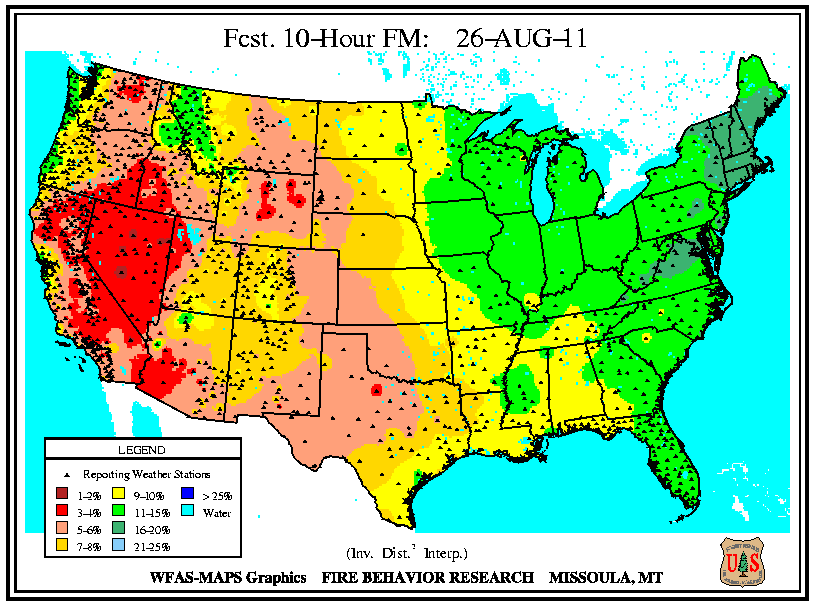 Fcst. 10-Hour FM: 26-AUG-11
LEGEND
▲ Reporting Weather Stations
1-2% 9-10% > 25%
3-4% 11-15% Water
5-6% 16-20%
7-8% 21-25%
(Inv. Dist.² Interp.)
WFAS-MAPS Graphics FIRE BEHAVIOR RESEARCH MISSOULA, MT
U S